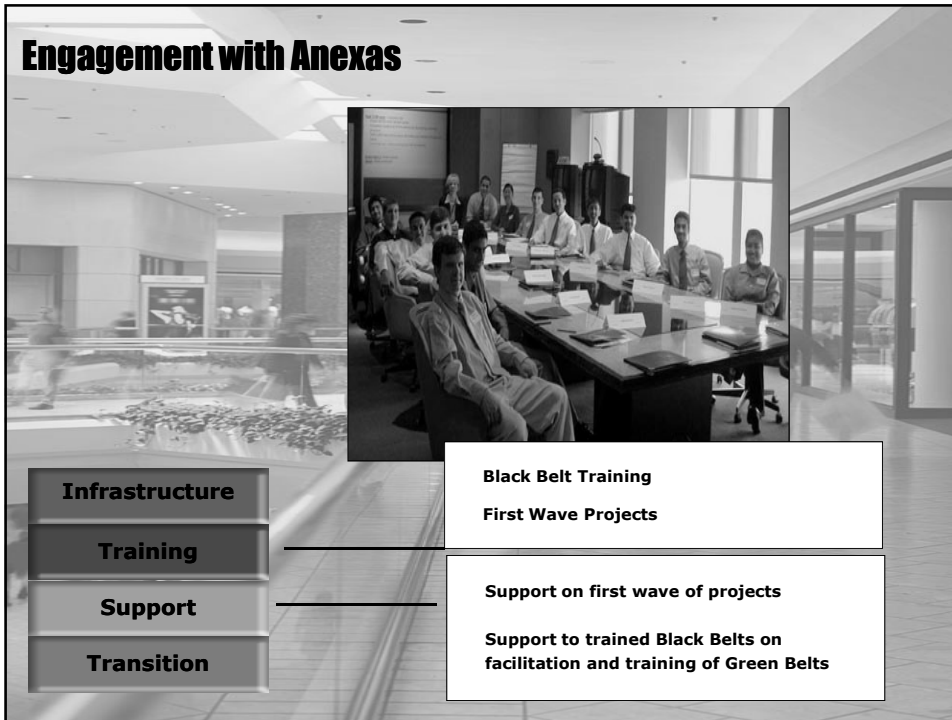 Engagement with Anexas
Infrastructure
Training
Support
Transition
Black Belt Training
First Wave Projects
Support on first wave of projects
Support to trained Black Belts on
facilitation and training of Green Belts